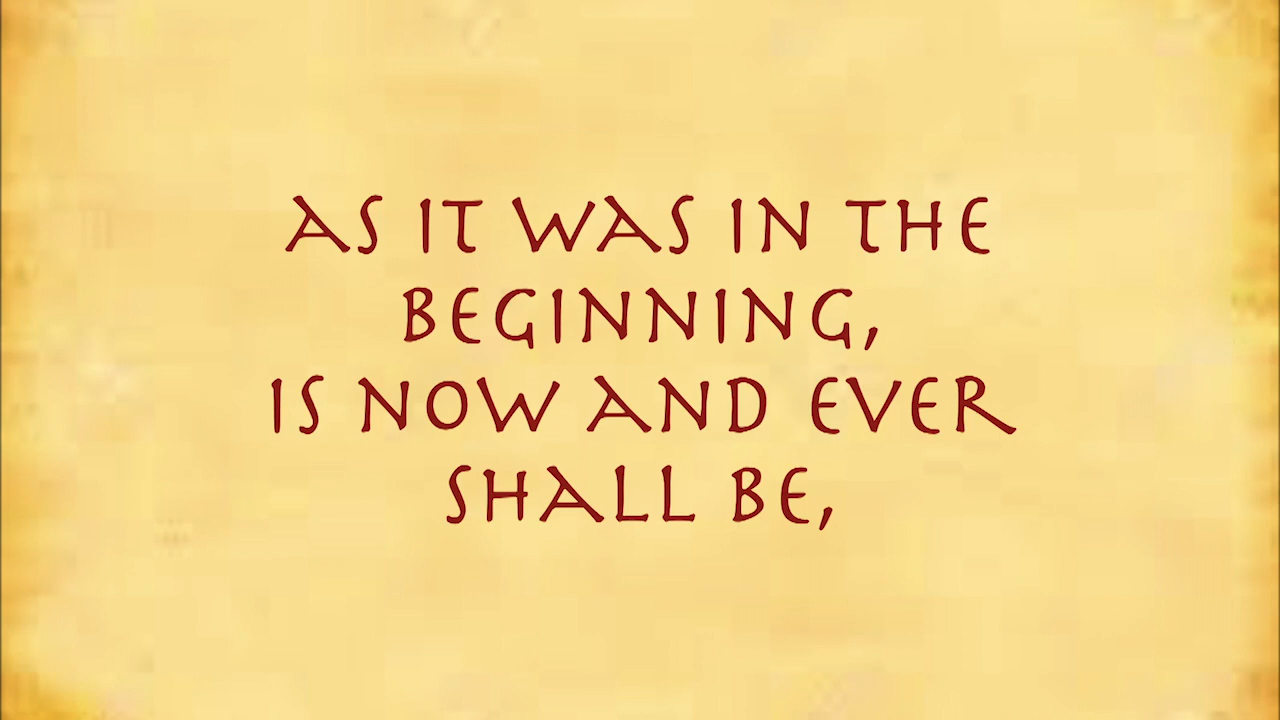 AS IT WAS IN THE
BEGINNING,
IS NOW AND EVER
SHALL BE,